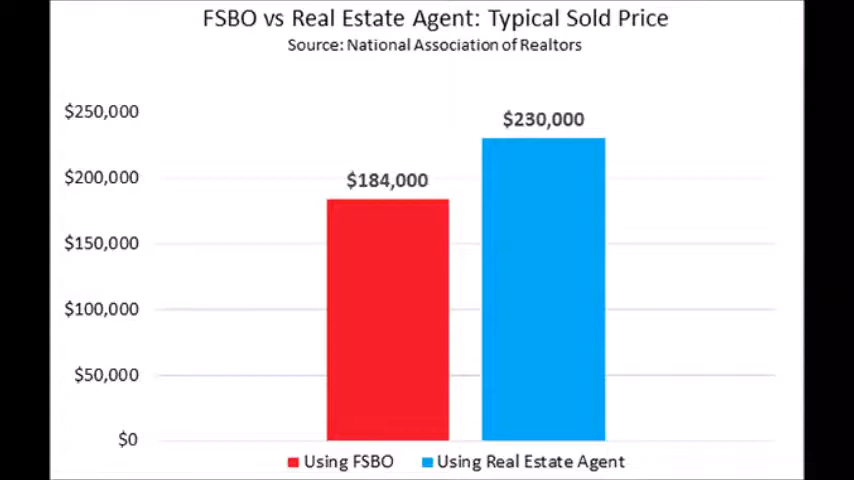 FSBO vs Real Estate Agent: Typical Sold Price
Source: National Association of Realtors
$250,000
$230,000
$200,000
$184,000
$150,000
$100,000
$50,000
$0
Using FSBO
Using Real Estate Agent